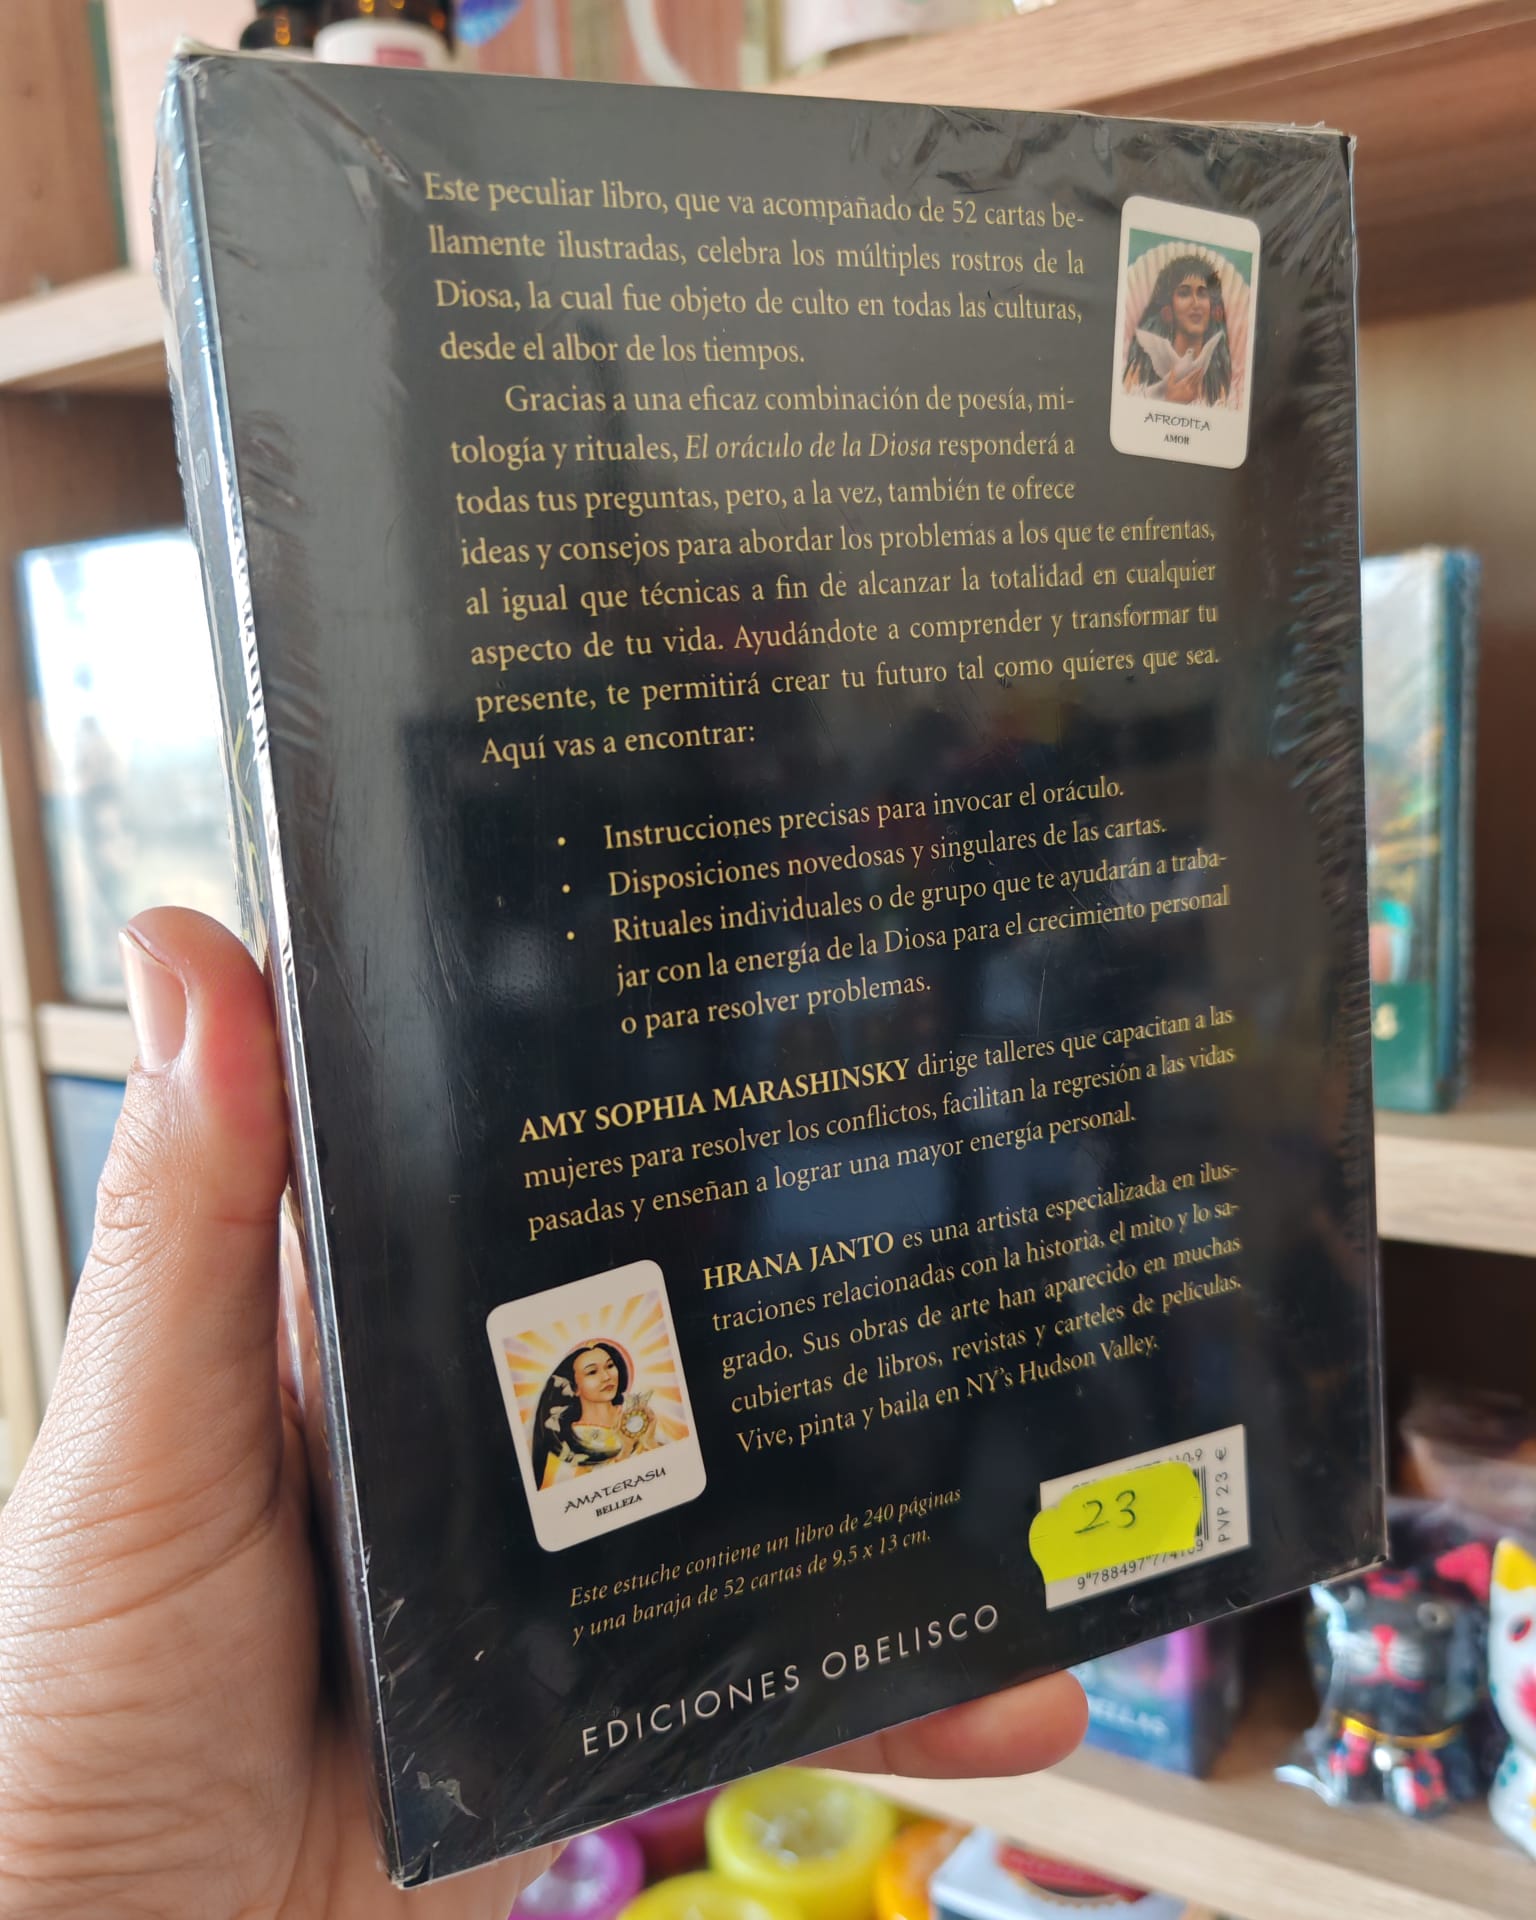 Este peculiar libro, que va acompañado de 52 cartas be-
llamente ilustradas, celebra los múltiples rostros de la
Diosa, la cual fue objeto de culto en todas las culturas,
desde el albor de los tiempos.
Gracias a una eficaz combinación de poesía, mi-
tología y rituales, El oráculo de la Diosa responderá a
todas tus preguntas, pero, a la vez, también te ofrece
ideas y consejos para abordar los problemas a los que te enfrentas,
al igual que técnicas a fin de alcanzar la totalidad en cualquier
aspecto de tu vida. Ayudándote a comprender y transformar tu
presente, te permitirá crear tu futuro tal como quieres que sea.
Aquí vas a encontrar:
AFRODITA
AMOR
• Instrucciones precisas para invocar el oráculo.
• Disposiciones novedosas y singulares de las cartas.
• Rituales individuales o de grupo que te ayudarán a traba-
jar con la energía de la Diosa para el crecimiento personal
o para resolver problemas.
AMY SOPHIA MARASHINSKY dirige talleres que capacitan a las
mujeres para resolver los conflictos, facilitan la regresión a las vidas
pasadas y enseñan a lograr una mayor energía personal.
HRANA JANTO es una artista especializada en ilus-
traciones relacionadas con la historia, el mito y lo sa-
grado. Sus obras de arte han aparecido en muchas
cubiertas de libros, revistas y carteles de películas.
Vive, pinta y baila en NY's Hudson Valley.
AMATERASU
BELLEZA
Este estuche contiene un libro de 240 páginas
y una baraja de 52 cartas de 9,5 x 13 cm.
23
PVP 23 €
EDICIONES OBELISCO